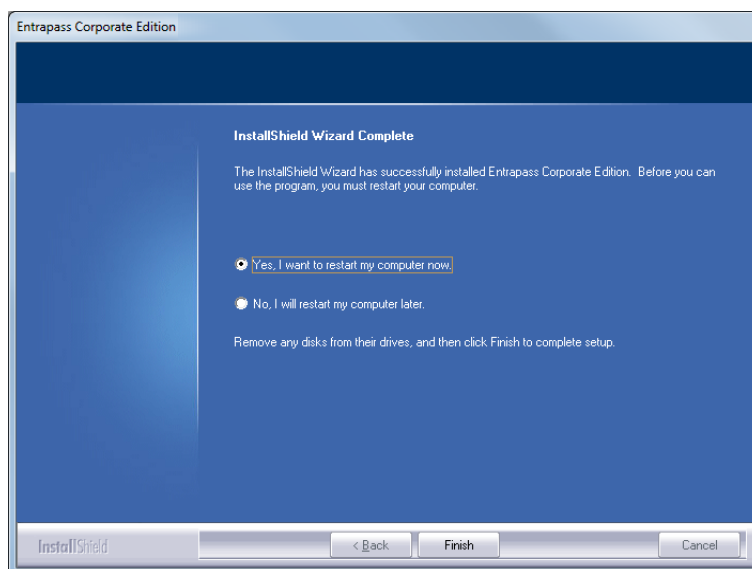 Entrapass Corporate Edition
InstallShield Wizard Complete
The InstallShield Wizard has successfully installed Entrapass Corporate Edition. Before you can
use the program, you must restart your computer.
Yes, I want to restart my computer now.
No, I will restart my computer later.
Remove any disks from their drives, and then click Finish to complete setup.
InstallShield
< Back
Finish
Cancel